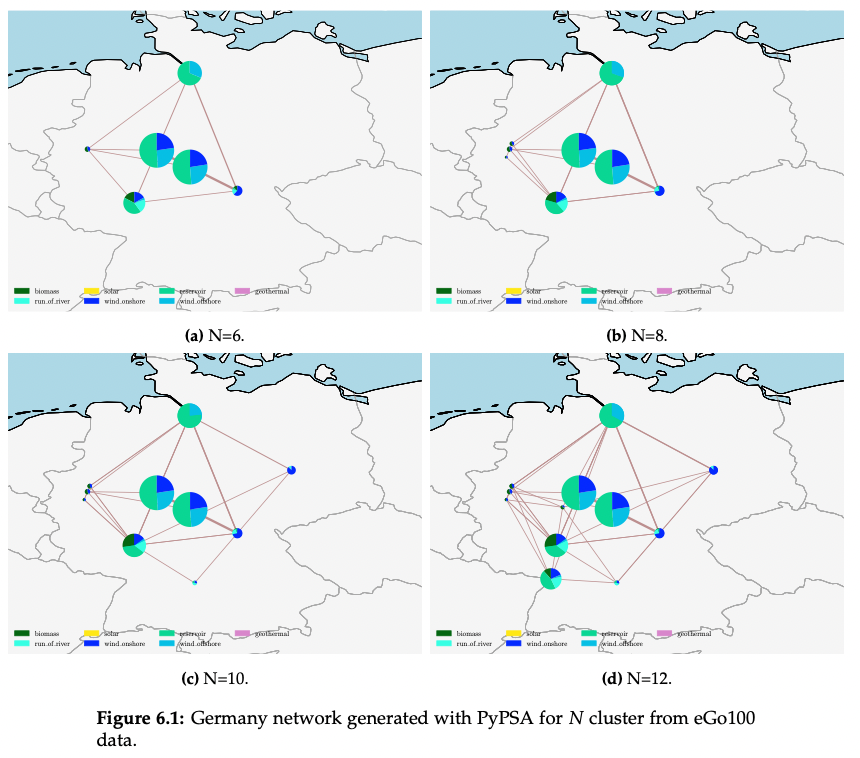 biomass solar reservoir geothermal
run.of.river wind.onshore wind.offshore
biomass solar reservoir geothermal
run.of.river wind.onshore wind.offshore
(a) N=6.
(b) N=8.
biomass solar reservoir geothermal
run.of.river wind.onshore wind.offshore
biomass solar reservoir geothermal
run.of.river wind.onshore wind.offshore
(c) N=10.
(d) N=12.
Figure 6.1: Germany network generated with PyPSA for N cluster from eGo100
data.